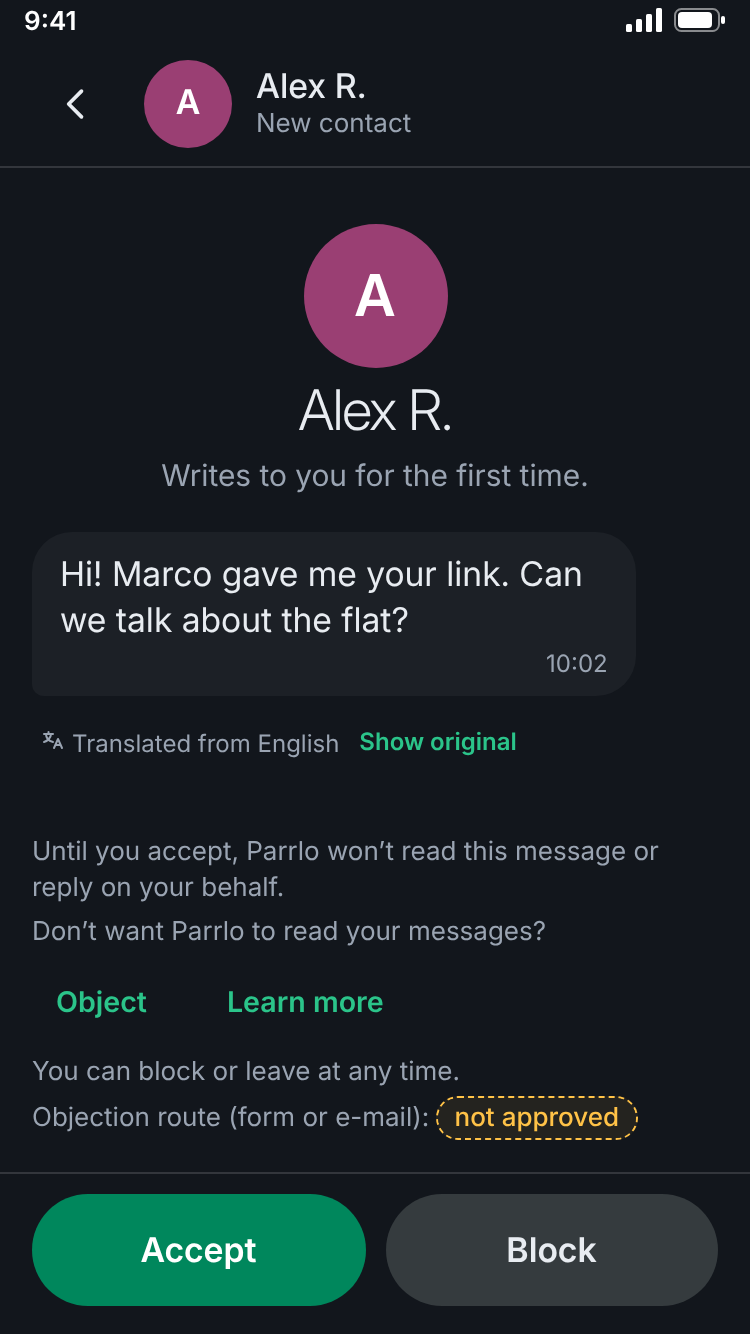 9:41
A
Alex R.
New contact
A
Alex R.
Writes to you for the first time.
Hi! Marco gave me your link. Can
we talk about the flat?
10:02
Translated from English Show original
Until you accept, Parrlo won’t read this message or
reply on your behalf.
Don’t want Parrlo to read your messages?
Object Learn more
You can block or leave at any time.
Objection route (form or e-mail): not approved
Accept Block